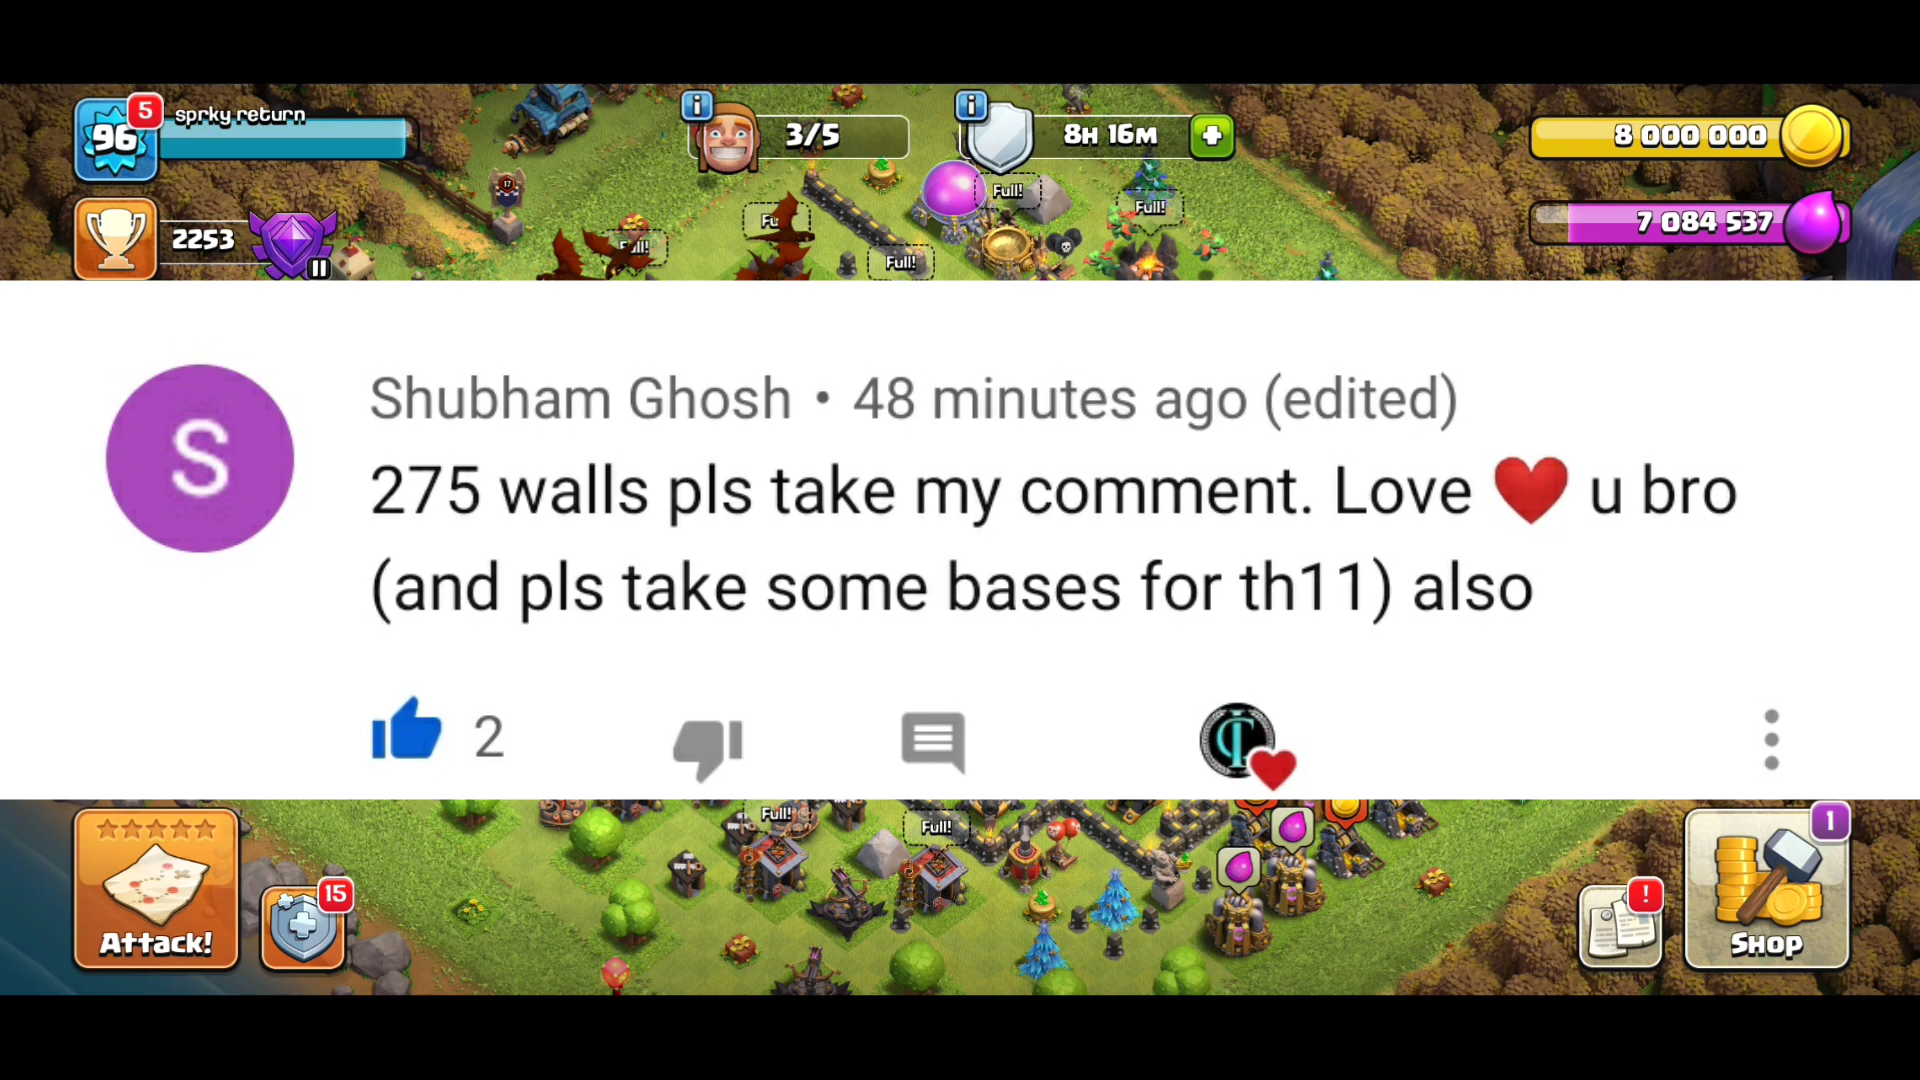 5
96
sprky return
3/5
8H 16M
8 000 000
2253
7 084 537
17
Full!
Full!
Full!
Shubham Ghosh • 48 minutes ago (edited)
275 walls pls take my comment. Love ❤️ u bro
(and pls take some bases for th11) also
S
2
Full!
Full!
Attack!
15
!
1
Shop